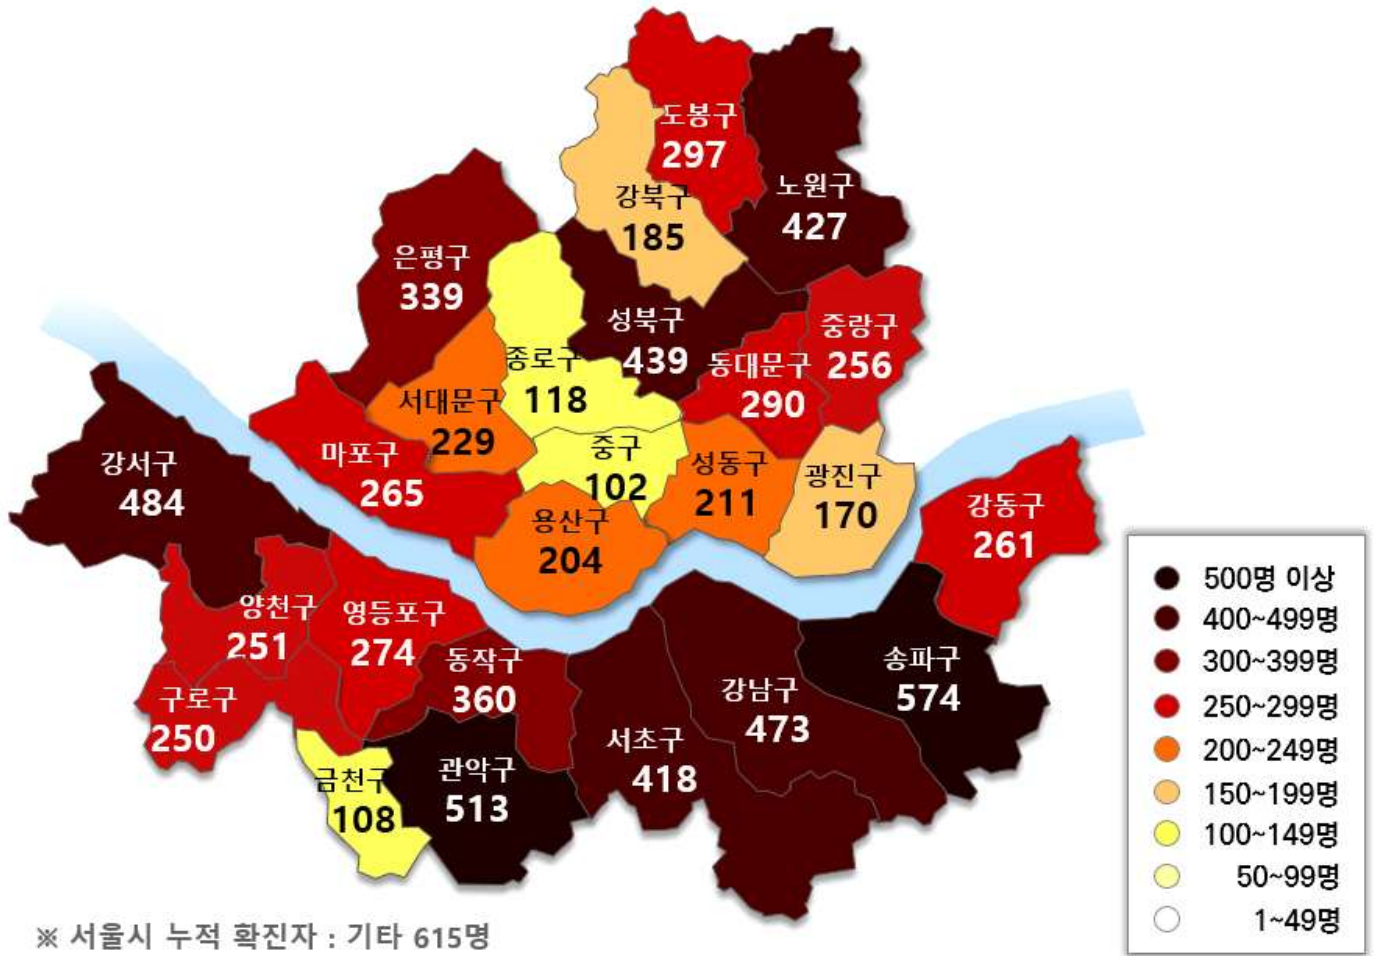 도봉구
297
노원구
427
강북구
185
은평구
339
성북구
439
중랑구
256
동대문구
290
종로구
118
서대문구
229
마포구
265
중구
102
성동구
211
광진구
170
강서구
484
용산구
204
강동구
261
양천구
251
영등포구
274
동작구
360
송파구
574
구로구
250
강남구
473
서초구
418
금천구
108
관악구
513
500명 이상
400~499명
300~399명
250~299명
200~249명
150~199명
100~149명
50~99명
1~49명
※ 서울시 누적 확진자 : 기타 615명